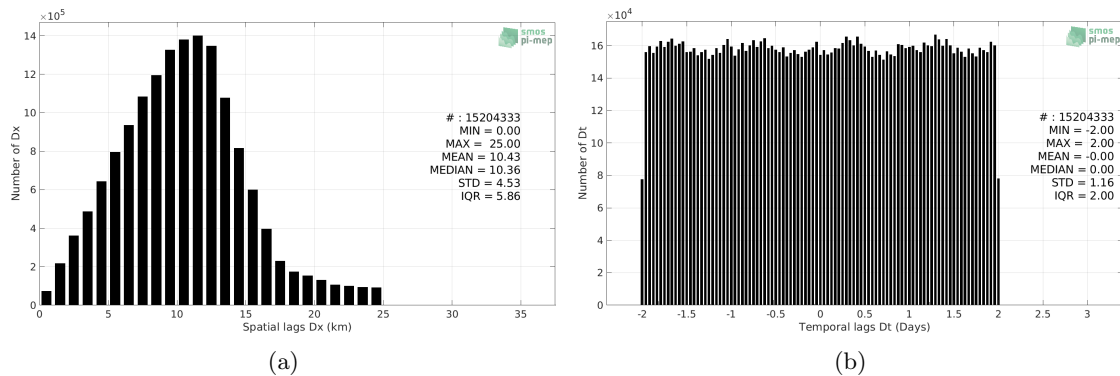 ×10⁵
14
12
10
8
6
4
2
0
Number of Dx
smos
pi-mep
# : 15204333
MIN = 0.00
MAX = 25.00
MEAN = 10.43
MEDIAN = 10.36
STD = 4.53
IQR = 5.86
0 5 10 15 20 25 30 35
Spatial lags Dx (km)
(a)
×10⁴
16
14
12
10
8
6
4
2
0
Number of Dt
smos
pi-mep
# : 15204333
MIN = -2.00
MAX = 2.00
MEAN = -0.00
MEDIAN = 0.00
STD = 1.16
IQR = 2.00
-2 -1.5 -1 -0.5 0 0.5 1 1.5 2 2.5 3
Temporal lags Dt (Days)
(b)